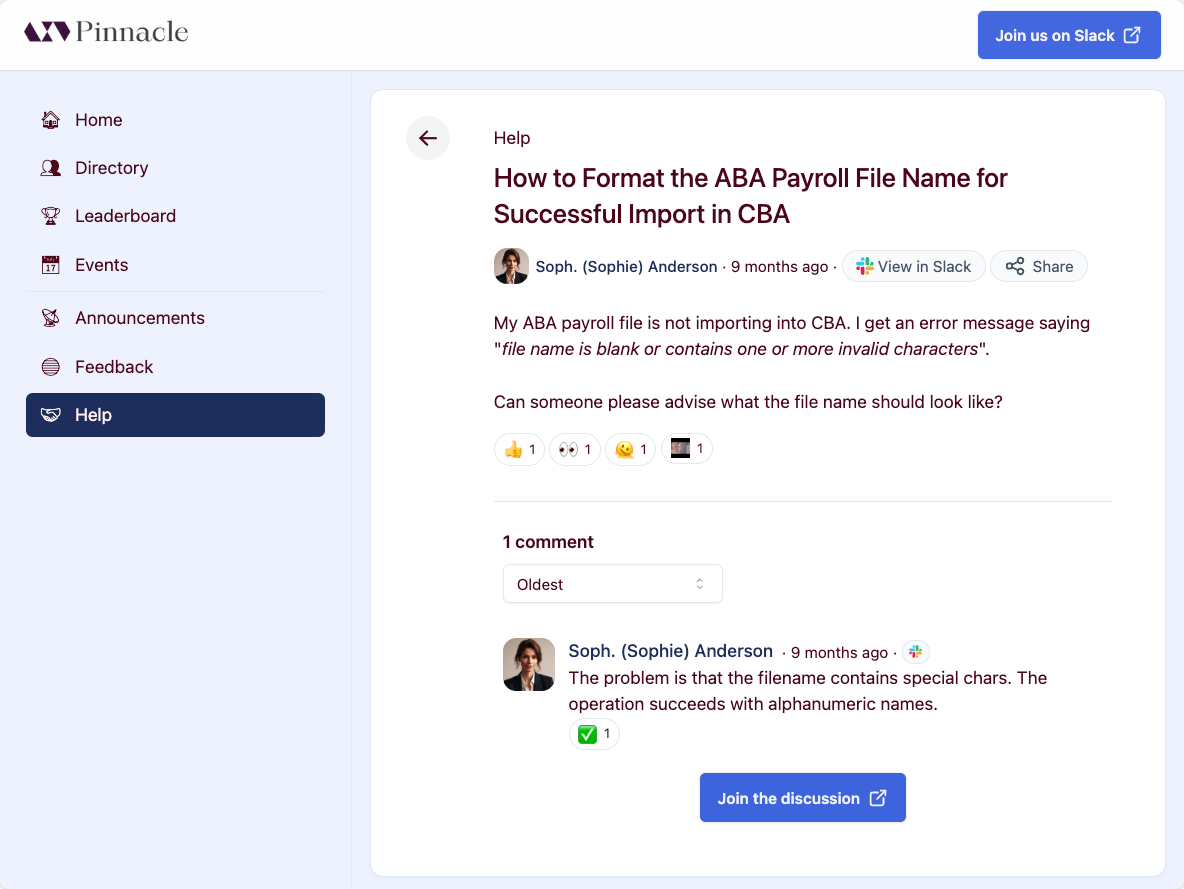 Pinnacle
Join us on Slack
Home
Directory
Leaderboard
Events
Announcements
Feedback
Help
Help
How to Format the ABA Payroll File Name for
Successful Import in CBA
Soph. (Sophie) Anderson · 9 months ago · View in Slack Share
My ABA payroll file is not importing into CBA. I get an error message saying
"file name is blank or contains one or more invalid characters".
Can someone please advise what the file name should look like?
1 1 1 1
1 comment
Oldest
Soph. (Sophie) Anderson · 9 months ago ·
The problem is that the filename contains special chars. The
operation succeeds with alphanumeric names.
1
Join the discussion